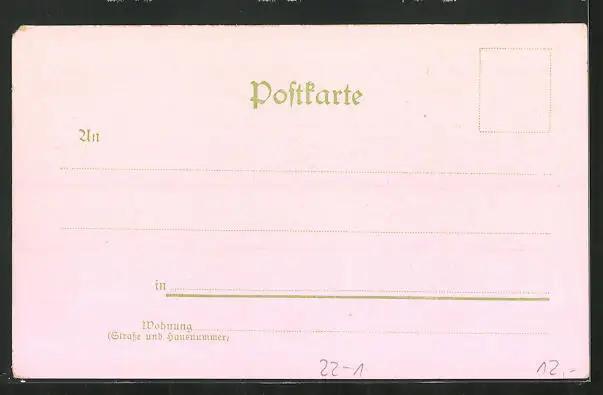 Postkarte
An
in
Wohnung
(Straße und Hausnummer)
22-1 12,-